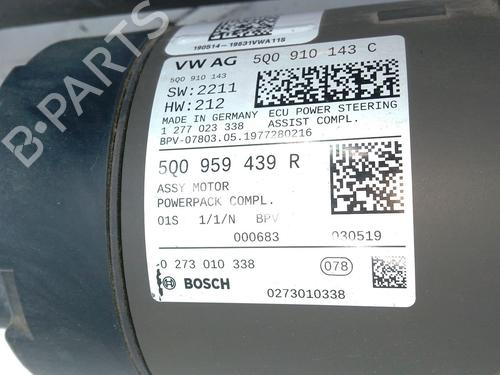 190514-19831VWA11S
VW AG 5Q0 910 143 C
5Q0 910 143
SW:2211
HW:212
ECU POWER STEERING
MADE IN GERMANY
ASSIST COMPL.
1 277 023 338
BPV-07803.05.1977280216
5Q0 959 439 R
ASSY MOTOR
POWERPACK COMPL.
01S 1/1/N BPV
000683 030519
0 273 010 338 078
BOSCH 0273010338
B-PARTS